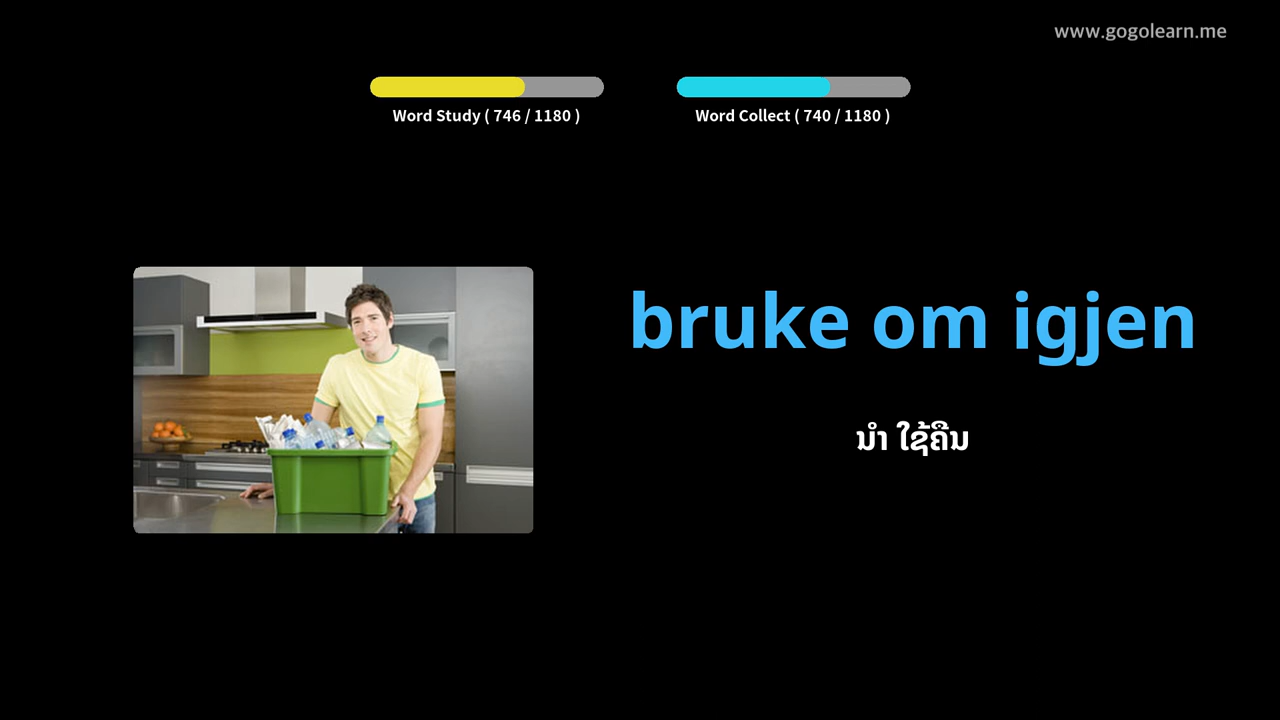 www.gogolearn.me
Word Study ( 746 / 1180 )
Word Collect ( 740 / 1180 )
bruke om igjen
ນຳ ໃຊ້ຄືນ